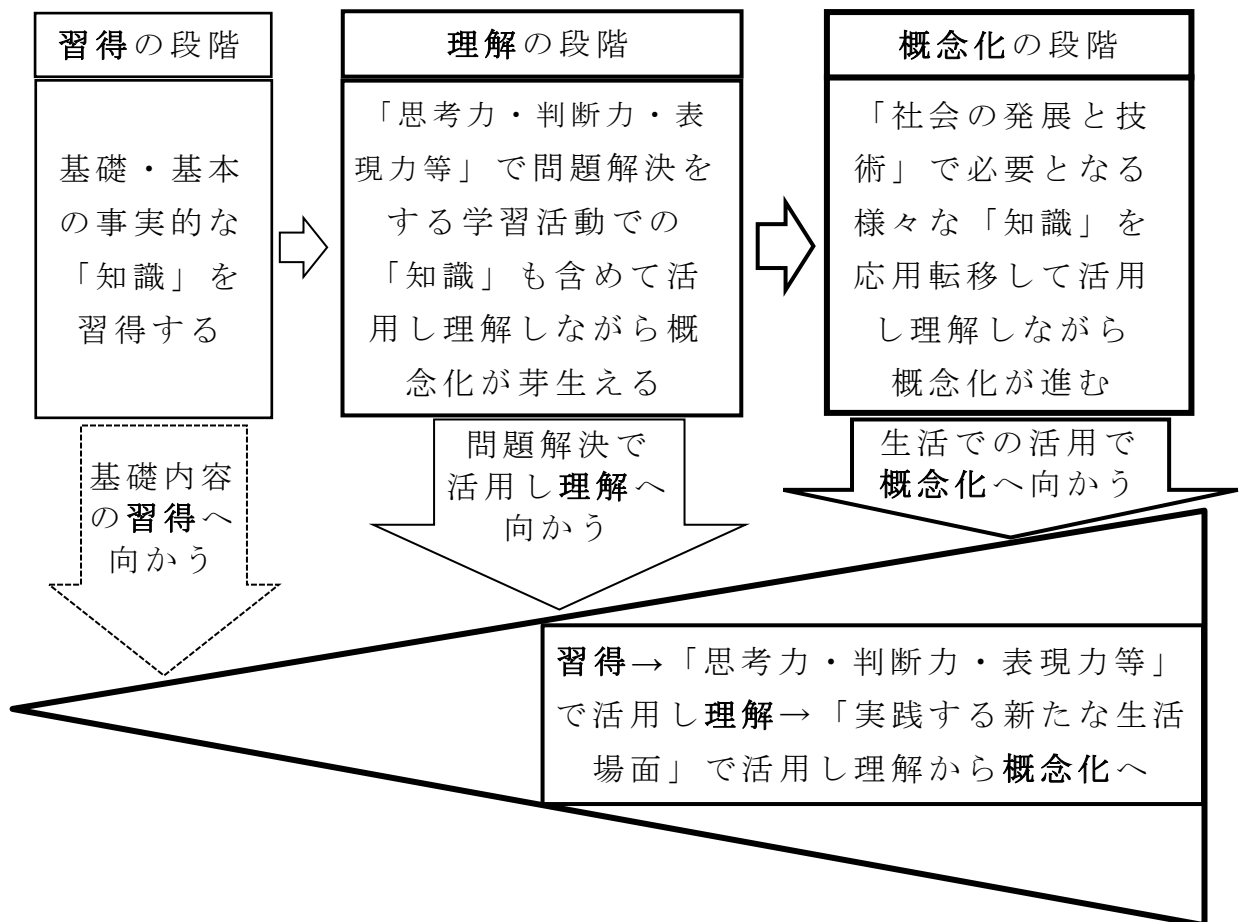 習得の段階
基礎・基本
の事実的な
「知識」を
習得する
理解の段階
「思考力・判断力・表
現力等」で問題解決を
する学習活動での
「知識」も含めて活
用し理解しながら概
念化が芽生える
概念化の段階
「社会の発展と技
術」で必要となる
様々な「知識」を
応用転移して活用
し理解しながら
概念化が進む
基礎内容
の習得へ
向かう
問題解決で
活用し理解へ
向かう
生活での活用で
概念化へ向かう
習得→「思考力・判断力・表現力等」
で活用し理解→「実践する新たな生活
場面」で活用し理解から概念化へ